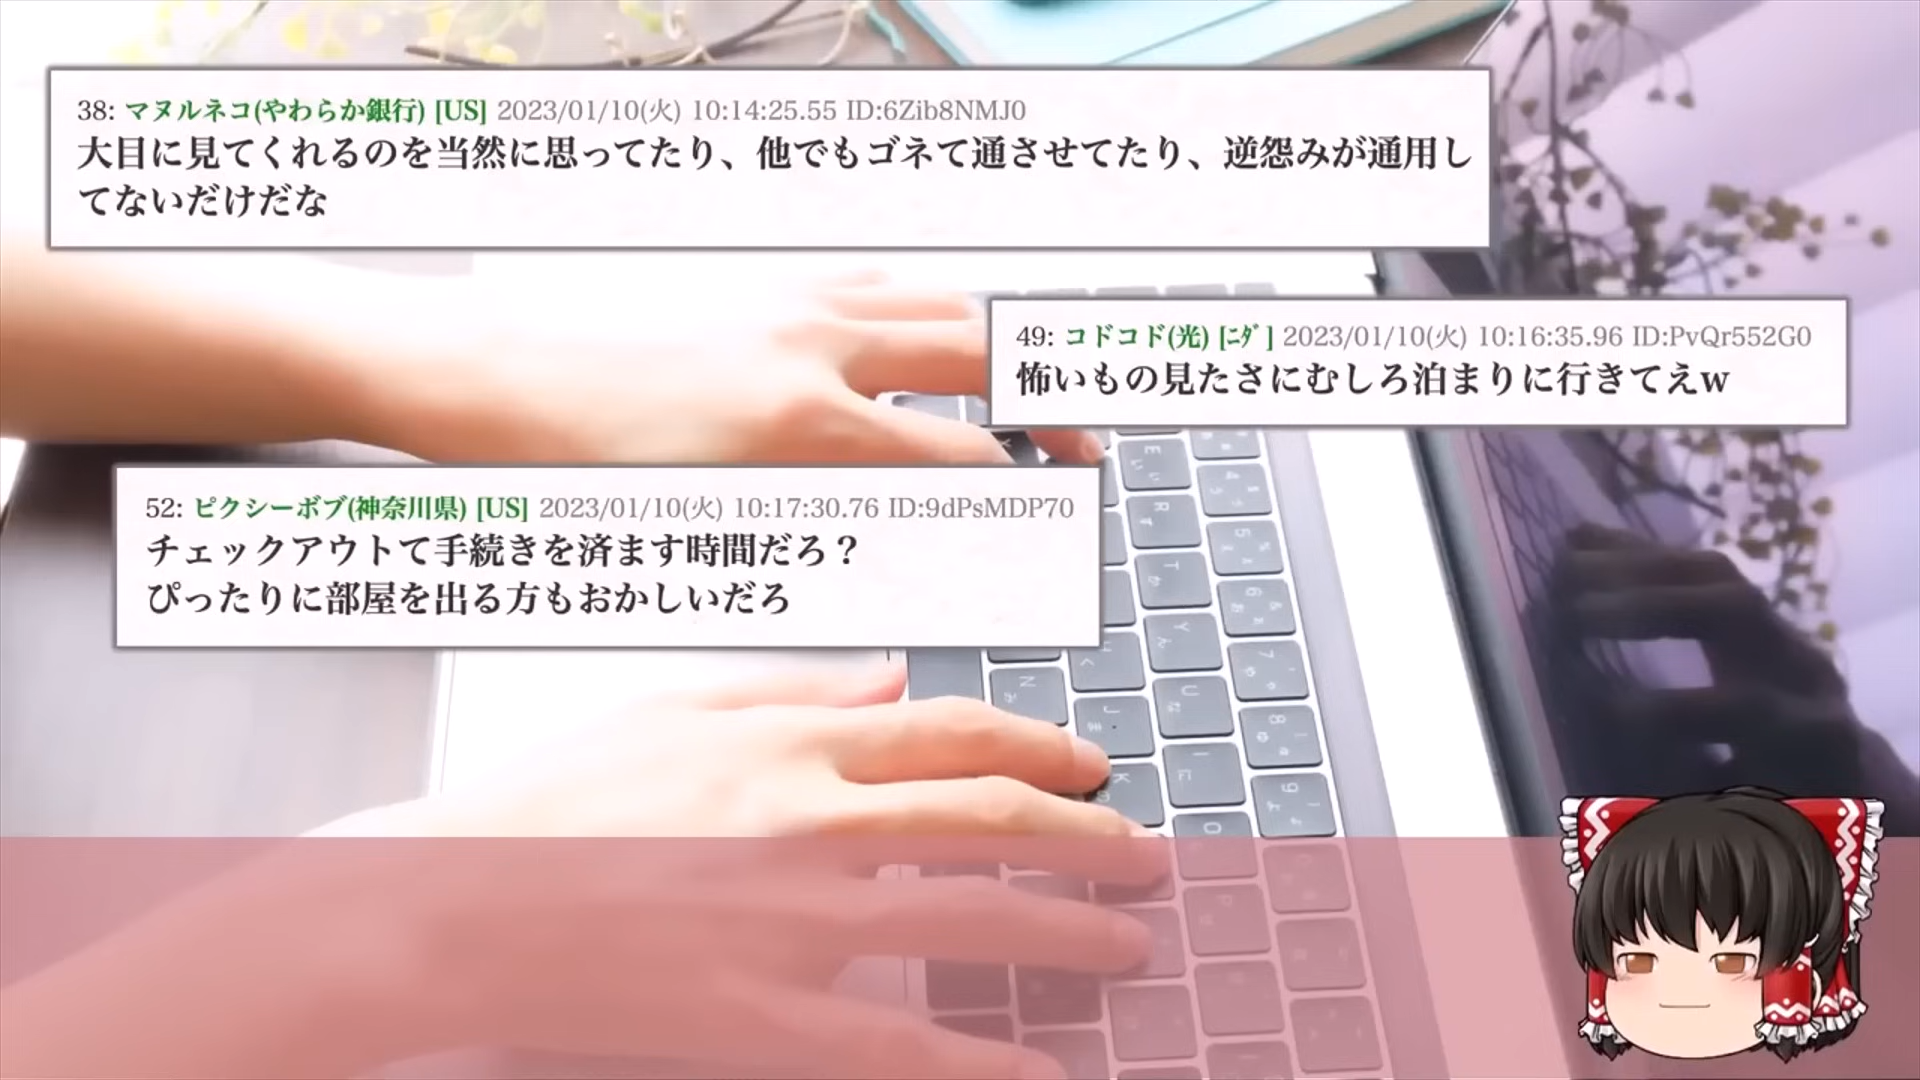 38: マヌルネコ(やわらか銀行) [US] 2023/01/10(火) 10:14:25.55 ID:6Zib8NMJ0
大目に見てくれるのを当然に思ってたり、他でもゴネて通させてたり、逆怨みが通用し
てないだけだな
49: コドコド(光) [ﾆﾀﾞ] 2023/01/10(火) 10:16:35.96 ID:PvQr552G0
怖いもの見たさにむしろ泊まりに行きてえw
52: ピクシーボブ(神奈川県) [US] 2023/01/10(火) 10:17:30.76 ID:9dPsMDP70
チェックアウトて手続きを済ます時間だろ？
ぴったりに部屋を出る方もおかしいだろ